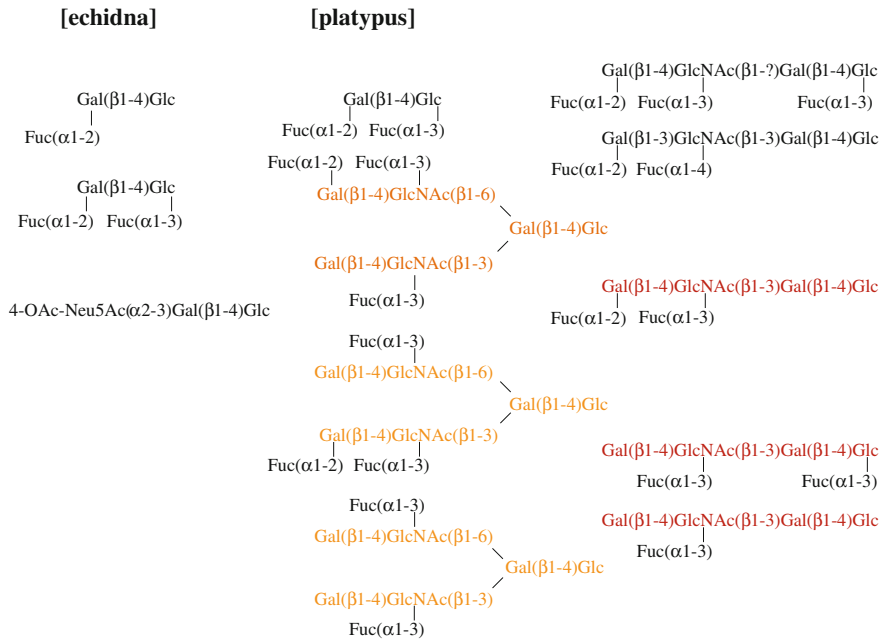 [echidna]
Gal(β1-4)Glc
Fuc(α1-2)
Gal(β1-4)Glc
Fuc(α1-2) Fuc(α1-3)
4-OAc-Neu5Ac(α2-3)Gal(β1-4)Glc
[platypus]
Gal(β1-4)Glc
Fuc(α1-2) Fuc(α1-3)
Fuc(α1-2) Fuc(α1-3)
Gal(β1-4)GlcNAc(β1-6)
Gal(β1-4)Glc
Gal(β1-4)GlcNAc(β1-3)
Fuc(α1-3)
Fuc(α1-3)
Gal(β1-4)GlcNAc(β1-6)
Gal(β1-4)Glc
Gal(β1-4)GlcNAc(β1-3)
Fuc(α1-2) Fuc(α1-3)
Fuc(α1-3)
Gal(β1-4)GlcNAc(β1-6)
Gal(β1-4)Glc
Gal(β1-4)GlcNAc(β1-3)
Fuc(α1-3)
Gal(β1-4)GlcNAc(β1-?)Gal(β1-4)Glc
Fuc(α1-2) Fuc(α1-3) Fuc(α1-3)
Gal(β1-3)GlcNAc(β1-3)Gal(β1-4)Glc
Fuc(α1-2) Fuc(α1-4)
Gal(β1-4)GlcNAc(β1-3)Gal(β1-4)Glc
Fuc(α1-2) Fuc(α1-3)
Gal(β1-4)GlcNAc(β1-3)Gal(β1-4)Glc
Fuc(α1-3) Fuc(α1-3)
Gal(β1-4)GlcNAc(β1-3)Gal(β1-4)Glc
Fuc(α1-3)